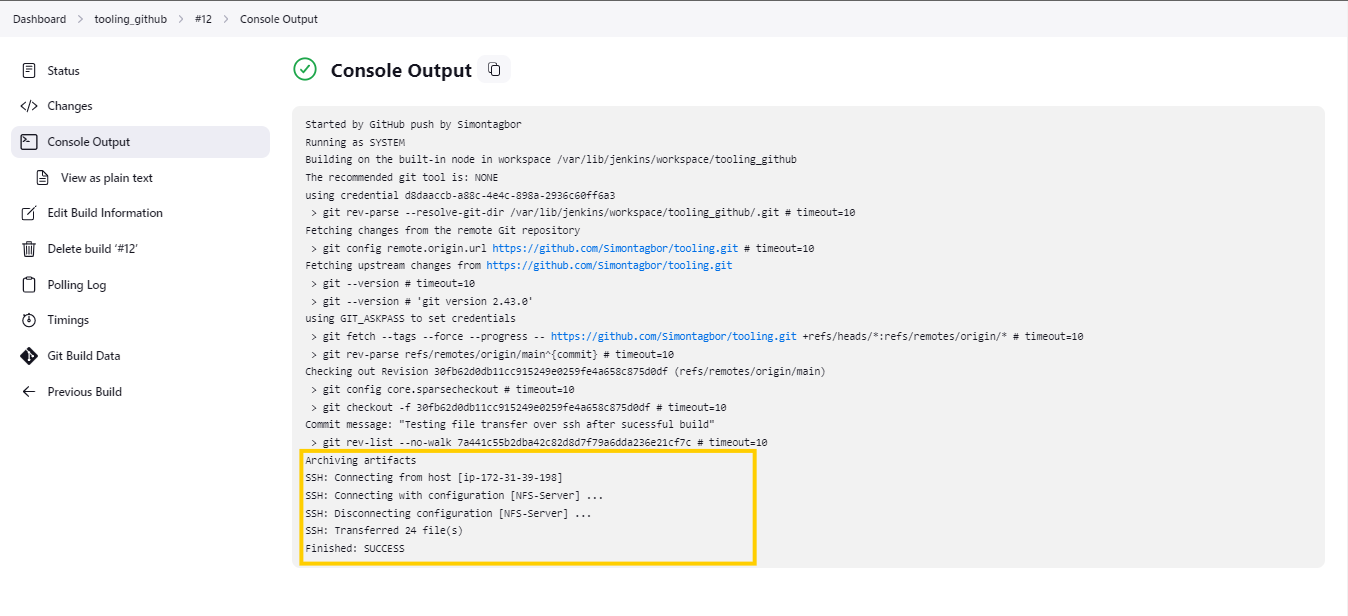 Dashboard > tooling_github > #12 > Console Output
Status
Changes
Console Output
View as plain text
Edit Build Information
Delete build ‘#12’
Polling Log
Timings
Git Build Data
Previous Build
Console Output
Started by GitHub push by Simontagbor
Running as SYSTEM
Building on the built-in node in workspace /var/lib/jenkins/workspace/tooling_github
The recommended git tool is: NONE
using credential d8daaccb-a88c-4e4c-898a-2936c60ff6a3
> git rev-parse --resolve-git-dir /var/lib/jenkins/workspace/tooling_github/.git # timeout=10
Fetching changes from the remote Git repository
> git config remote.origin.url https://github.com/Simontagbor/tooling.git # timeout=10
Fetching upstream changes from https://github.com/Simontagbor/tooling.git
> git --version # timeout=10
> git --version # 'git version 2.43.0'
using GIT_ASKPASS to set credentials
> git fetch --tags --force --progress -- https://github.com/Simontagbor/tooling.git +refs/heads/*:refs/remotes/origin/* # timeout=10
> git rev-parse refs/remotes/origin/main^{commit} # timeout=10
Checking out Revision 30fb62d0db11cc915249e0259fe4a658c875d0df (refs/remotes/origin/main)
> git config core.sparsecheckout # timeout=10
> git checkout -f 30fb62d0db11cc915249e0259fe4a658c875d0df # timeout=10
Commit message: "Testing file transfer over ssh after sucessful build"
> git rev-list --no-walk 7a441c55b2dba42c82d8d7f79a6dda236e21cf7c # timeout=10
Archiving artifacts
SSH: Connecting from host [ip-172-31-39-198]
SSH: Connecting with configuration [NFS-Server] ...
SSH: Disconnecting configuration [NFS-Server] ...
SSH: Transferred 24 file(s)
Finished: SUCCESS